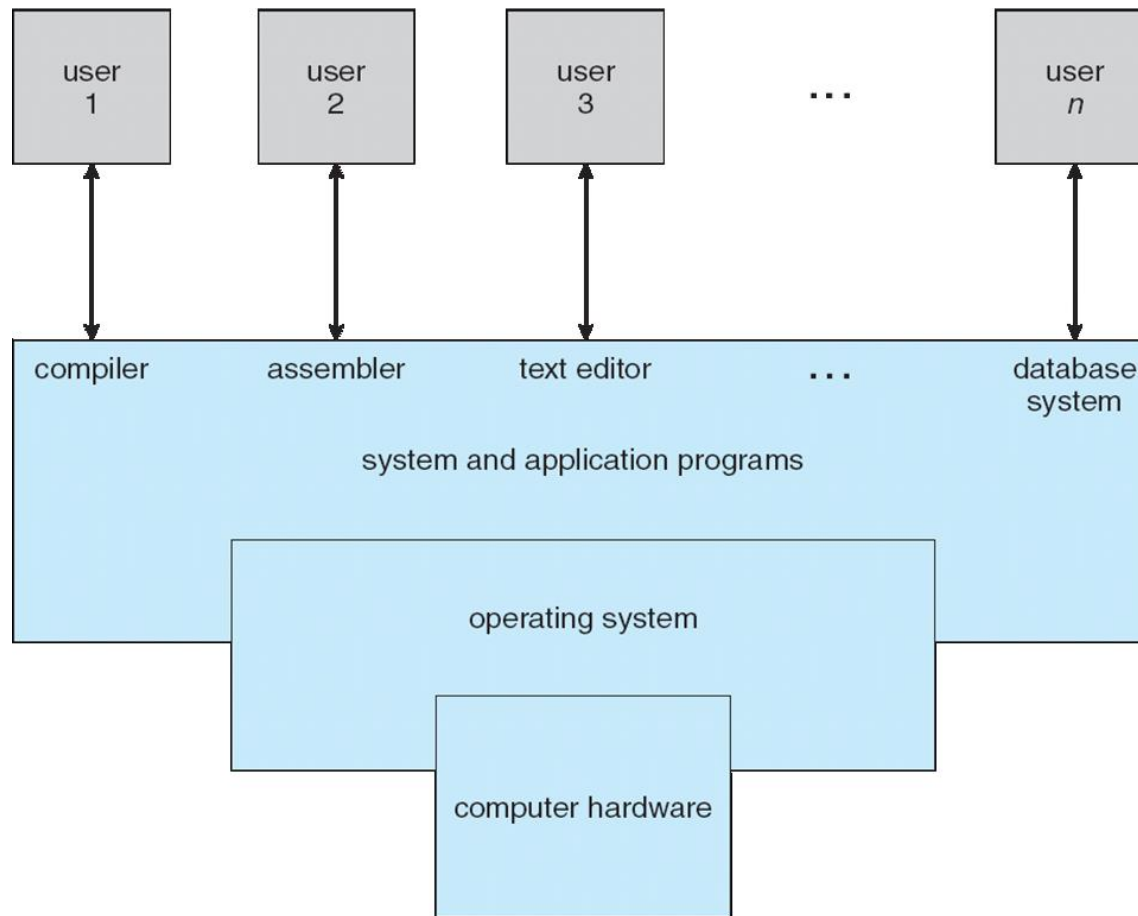 user
1
user
2
user
3
...
user
n
compiler
assembler
text editor
...
database
system
system and application programs
operating system
computer hardware